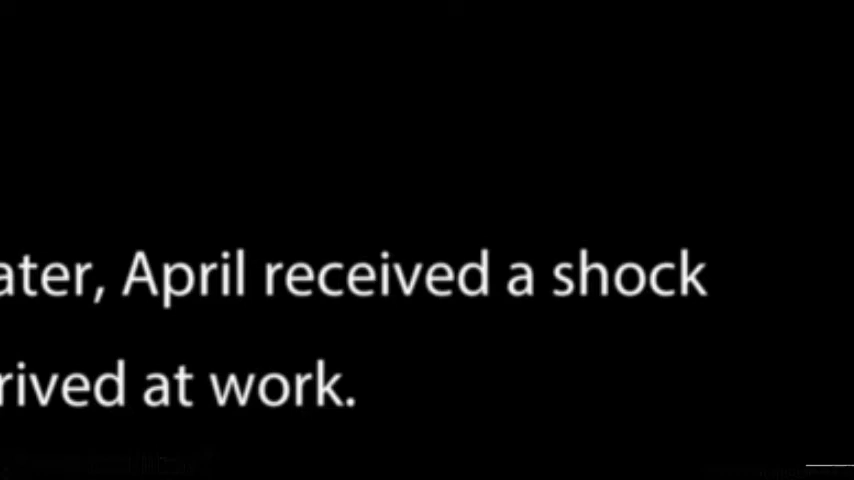 ater, April received a shock
rived at work.